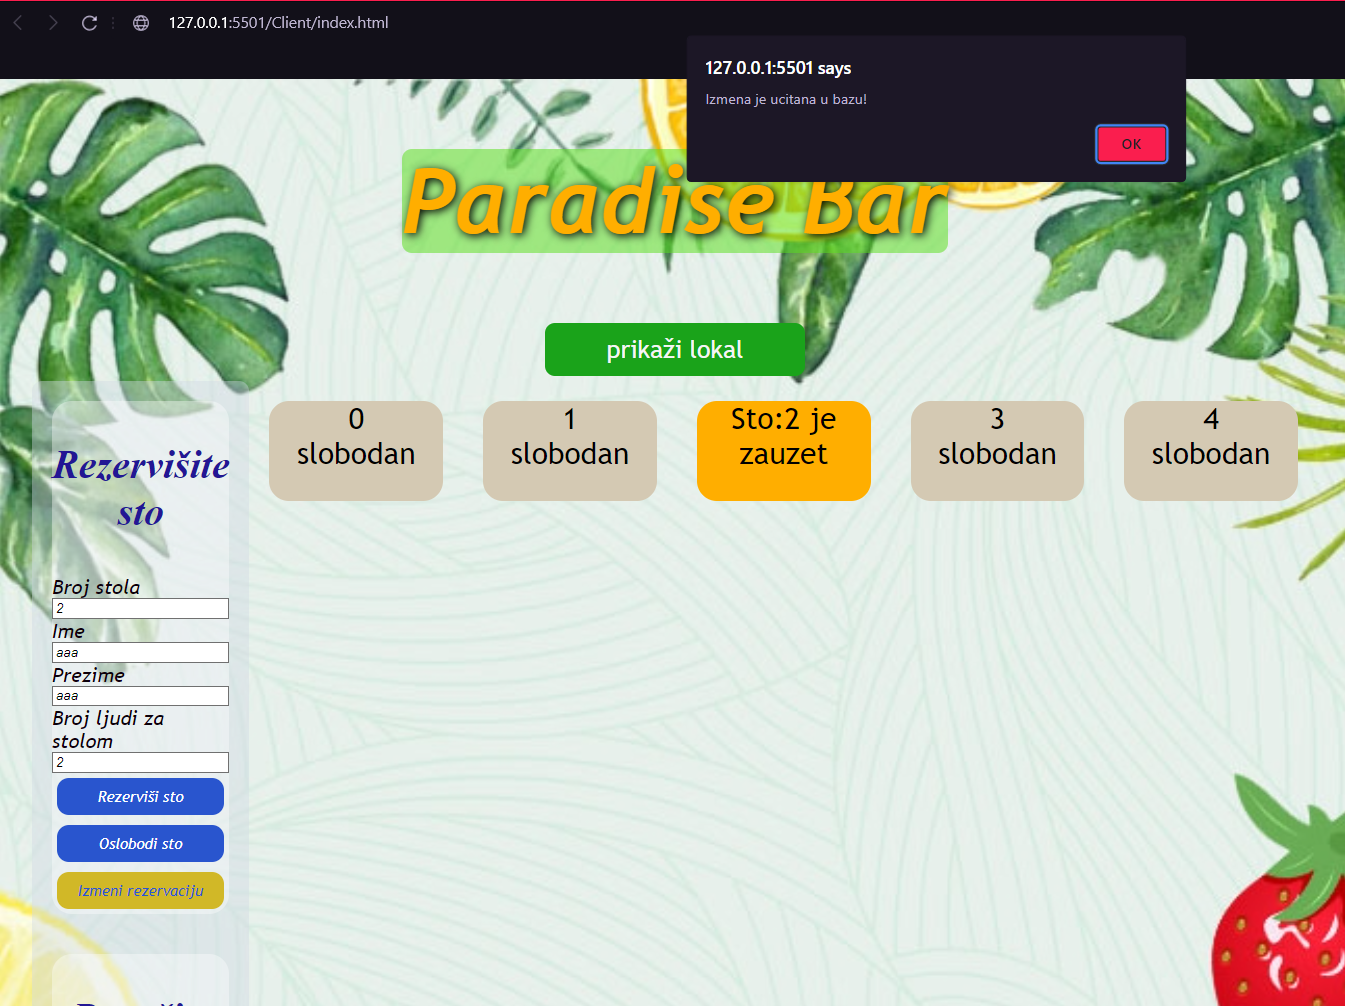 127.0.0.1:5501/Client/index.html
127.0.0.1:5501 says
Izmena je ucitana u bazu!
OK
Paradise Bar
prikaži lokal
Rezervišite
sto
Broj stola
2
Ime
aaa
Prezime
aaa
Broj ljudi za
stolom
2
Rezerviši sto
Oslobodi sto
Izmeni rezervaciju
0
slobodan
1
slobodan
Sto:2 je
zauzet
3
slobodan
4
slobodan